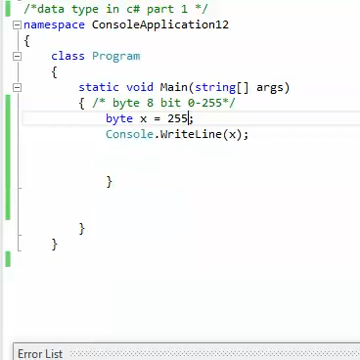 /*data type in c# part 1 */
namespace ConsoleApplication12
{
class Program
{
static void Main(string[] args)
{ /* byte 8 bit 0-255*/
byte x = 255;
Console.WriteLine(x);
}
}
}
Error List